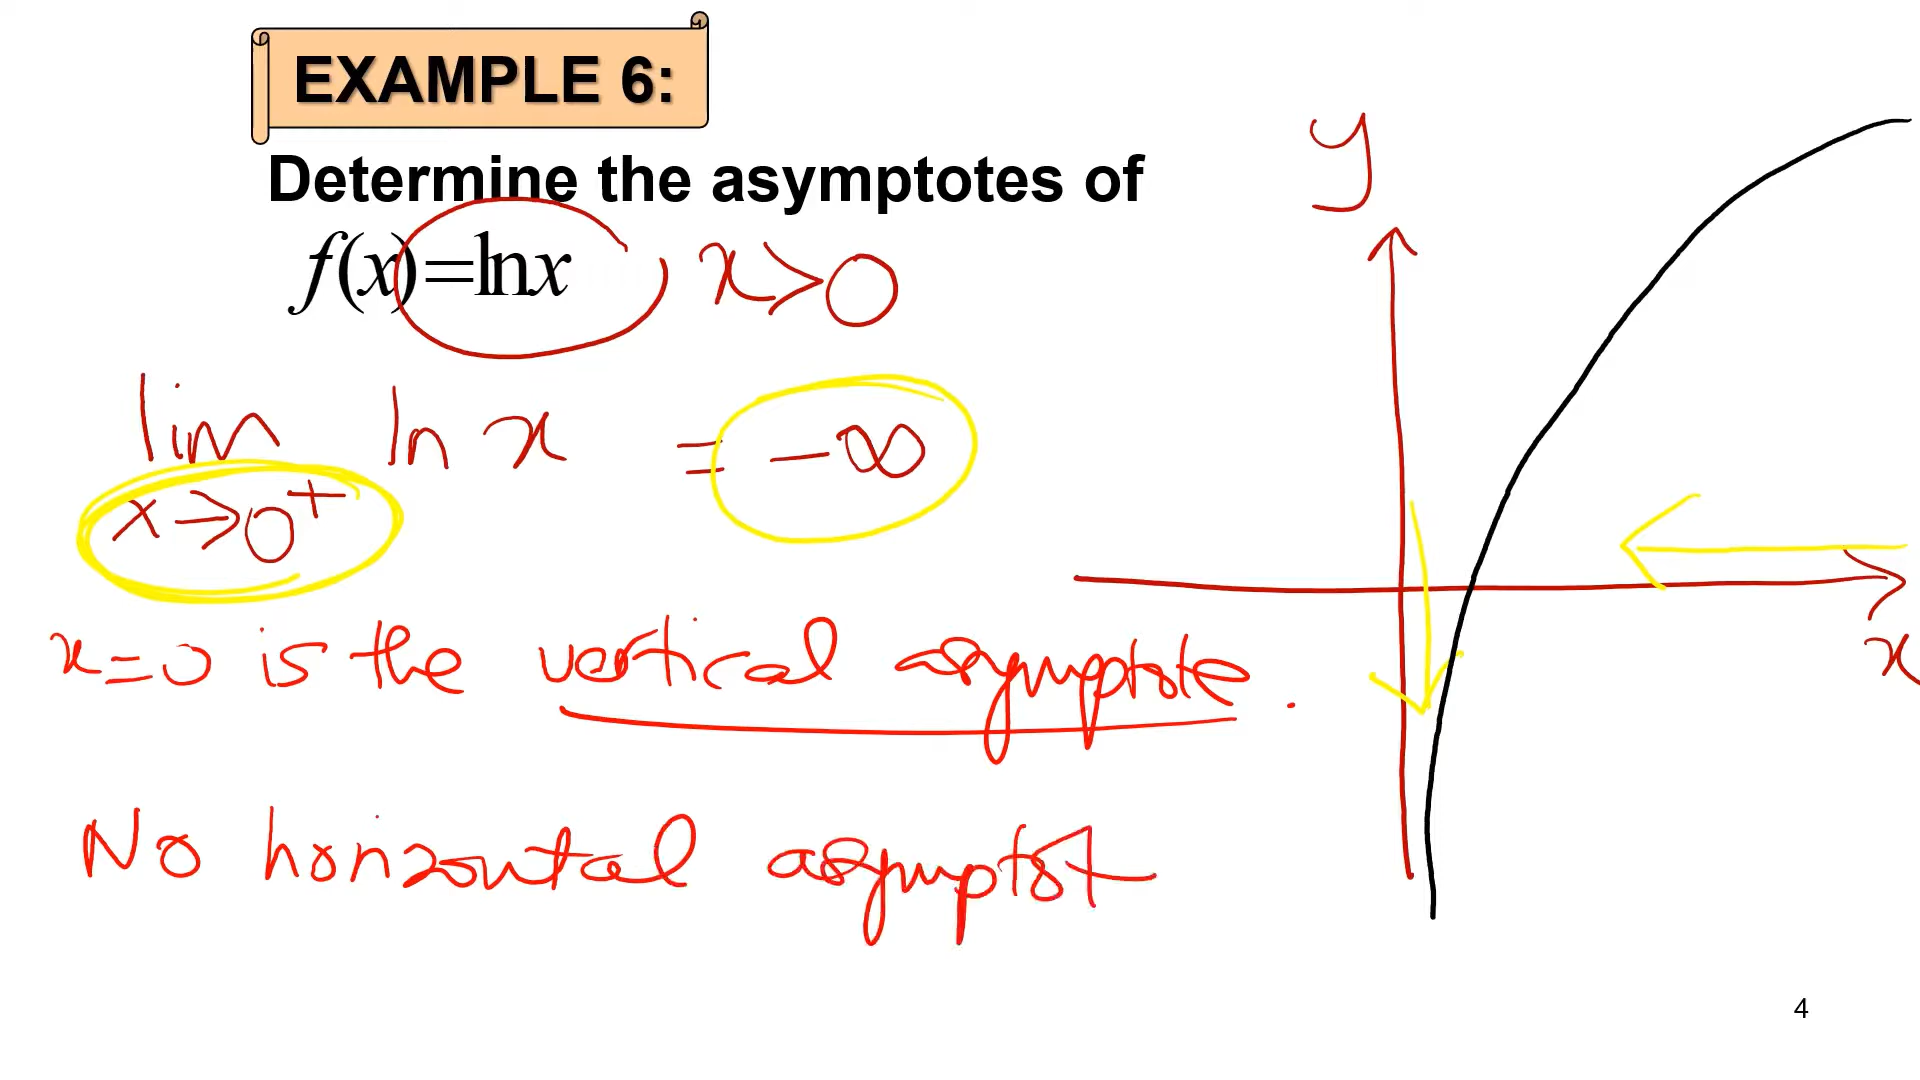 EXAMPLE 6:
Determine the asymptotes of
f(x)=lnx , x>0
lim ln x = -∞
x→0⁺
x=0 is the vertical asymptote.
No horizontal asymptot
y
x
4